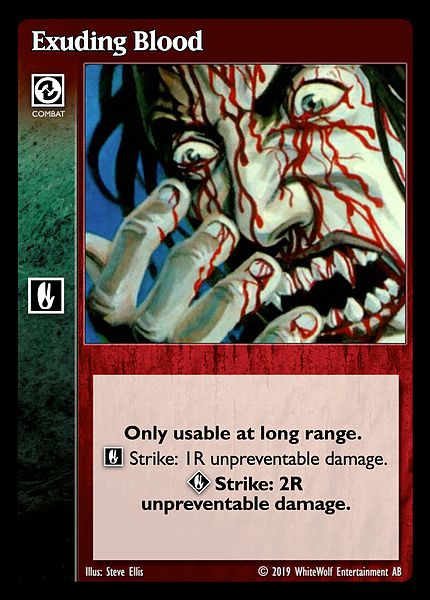 Exuding Blood
COMBAT
Only usable at long range.
Strike: 1R unpreventable damage.
Strike: 2R
unpreventable damage.
Illus: Steve Ellis © 2019 WhiteWolf Entertainment AB